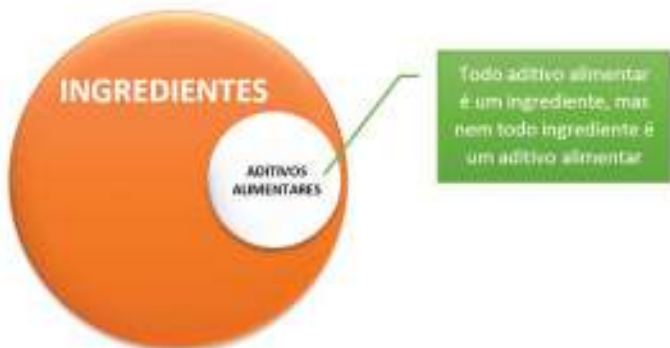 INGREDIENTES
ADITIVOS
ALIMENTARES
Todo aditivo alimentar
é um ingrediente, mas
nem todo ingrediente é
um aditivo alimentar